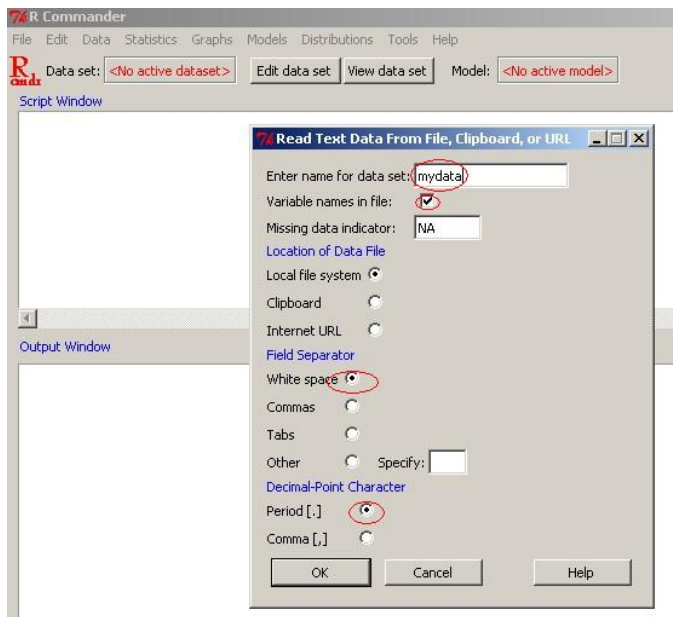 R Commander
File Edit Data Statistics Graphs Models Distributions Tools Help
R cmdr Data set: <No active dataset> Edit data set View data set Model: <No active model>
Script Window
Read Text Data From File, Clipboard, or URL
Enter name for data set: mydata
Variable names in file:
Missing data indicator: NA
Location of Data File
Local file system
Clipboard
Internet URL
Output Window
Field Separator
White space
Commas
Tabs
Other Specify:
Decimal-Point Character
Period [.]
Comma [,]
OK Cancel Help